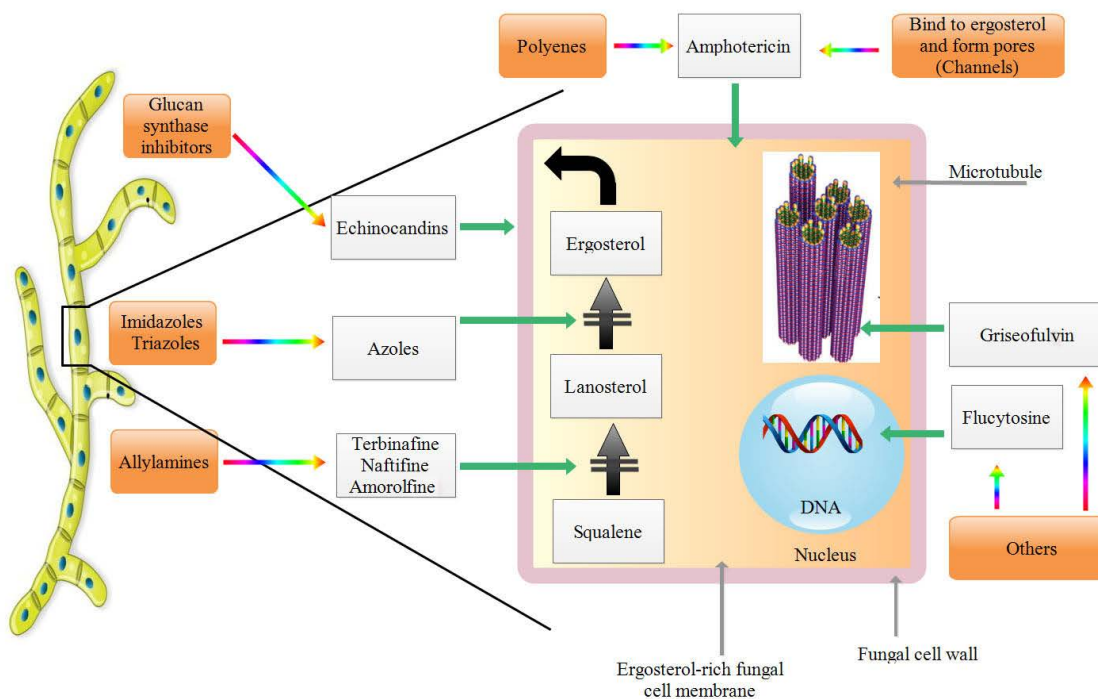 Polyenes
Amphotericin
Bind to ergosterol
and form pores
(Channels)
Glucan
synthase
inhibitors
Microtubule
Echinocandins
Ergosterol
Imidazoles
Triazoles
Azoles
Griseofulvin
Lanosterol
Flucytosine
Allylamines
Terbinafine
Naftifine
Amorolfine
DNA
Squalene
Nucleus
Others
Ergosterol-rich fungal
cell membrane
Fungal cell wall